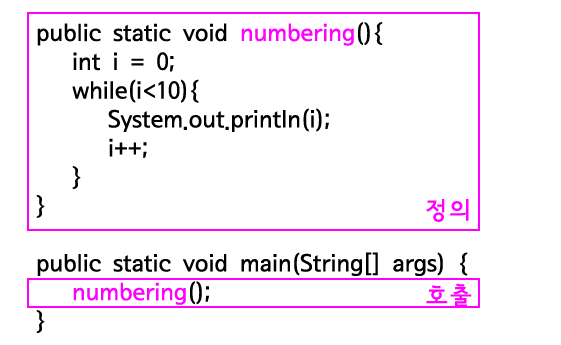 public static void numbering(){
int i = 0;
while(i<10){
System.out.println(i);
i++;
}
}
정의
public static void main(String[] args) {
numbering();
호출
}